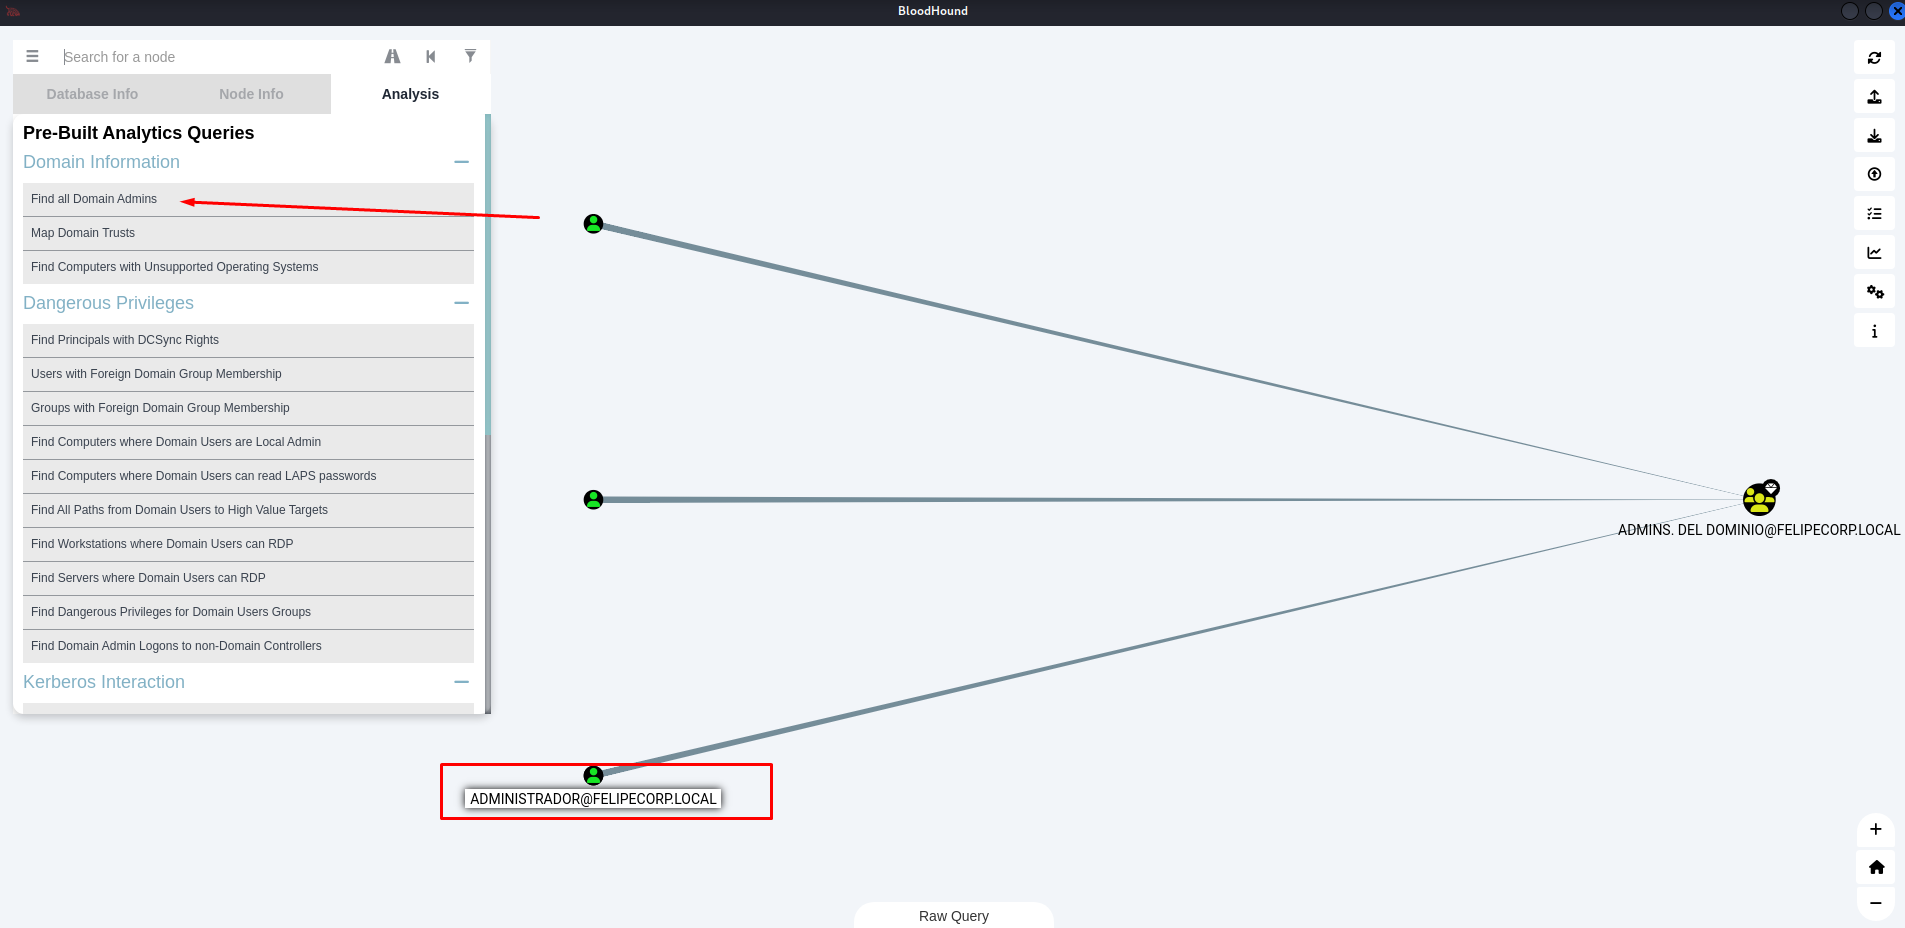 BloodHound
Search for a node
Database Info
Node Info
Analysis
Pre-Built Analytics Queries
Domain Information
Find all Domain Admins
Map Domain Trusts
Find Computers with Unsupported Operating Systems
Dangerous Privileges
Find Principals with DCSync Rights
Users with Foreign Domain Group Membership
Groups with Foreign Domain Group Membership
Find Computers where Domain Users are Local Admin
Find Computers where Domain Users can read LAPS passwords
Find All Paths from Domain Users to High Value Targets
Find Workstations where Domain Users can RDP
Find Servers where Domain Users can RDP
Find Dangerous Privileges for Domain Users Groups
Find Domain Admin Logons to non-Domain Controllers
Kerberos Interaction
ADMINS. DEL DOMINIO@FELIPECORP.LOCAL
ADMINISTRADOR@FELIPECORP.LOCAL
Raw Query